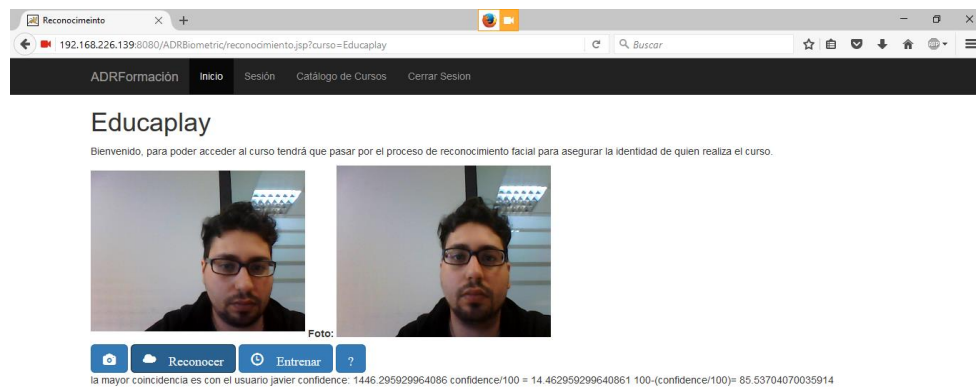 Reconocimeinto
192.168.226.139:8080/ADRBiometric/reconocimiento.jsp?curso=Educaplay
Buscar
ADRFormación Inicio Sesión Catálogo de Cursos Cerrar Sesion
Educaplay
Bienvenido, para poder acceder al curso tendrá que pasar por el proceso de reconocimiento facial para asegurar la identidad de quien realiza el curso.
Foto:
Reconocer Entrenar ?
la mayor coincidencia es con el usuario javier confidence: 1446.295929964086 confidence/100 = 14.462959299640861 100-(confidence/100)= 85.53704070035914